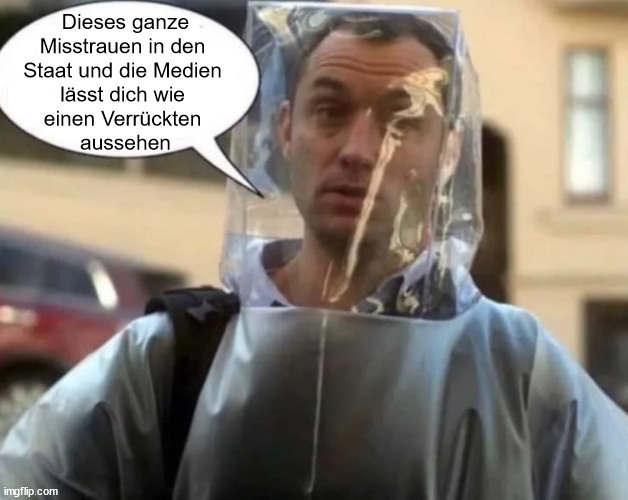 Dieses ganze
Misstrauen in den
Staat und die Medien
lässt dich wie
einen Verrückten
aussehen
imgflip.com